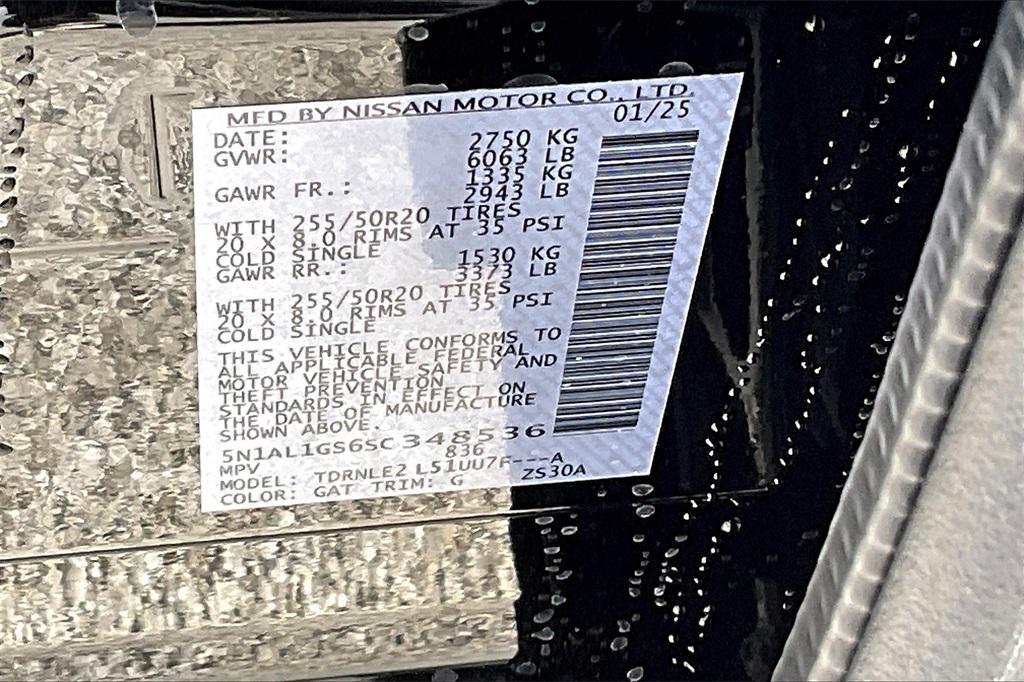 MFD BY NISSAN MOTOR CO., LTD.
DATE: 01/25
GVWR: 2750 KG
6063 LB
GAWR FR.: 1335 KG
2943 LB
WITH 255/50R20 TIRES
20 X 8.0 RIMS AT 35 PSI
COLD SINGLE
GAWR RR.: 1530 KG
3373 LB
WITH 255/50R20 TIRES
20 X 8.0 RIMS AT 35 PSI
COLD SINGLE
THIS VEHICLE CONFORMS TO
ALL APPLICABLE FEDERAL
MOTOR VEHICLE SAFETY AND
THEFT PREVENTION
STANDARDS IN EFFECT ON
THE DATE OF MANUFACTURE
SHOWN ABOVE.
5N1AL1GS6SC348536
MPV 836
MODEL: TDRNLE2 L51UU7F---A
COLOR: GAT TRIM: G ZS30A